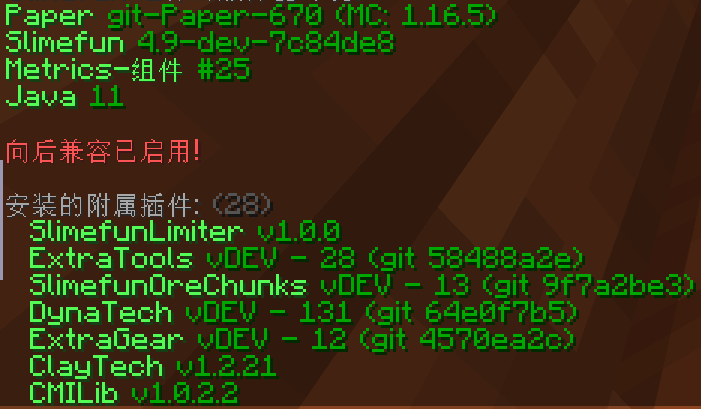 Paper git-Paper-670 (MC: 1.16.5)
Slimefun 4.9-dev-7c84de8
Metrics-组件 #25
Java 11
向后兼容已启用!
安装的附属插件: (28)
SlimefunLimiter v1.0.0
ExtraTools vDEV - 28 (git 58488a2e)
SlimefunOreChunks vDEV - 13 (git 9f7a2be3)
DynaTech vDEV - 131 (git 64e0f7b5)
ExtraGear vDEV - 12 (git 4570ea2c)
ClayTech v1.2.21
CMILib v1.0.2.2